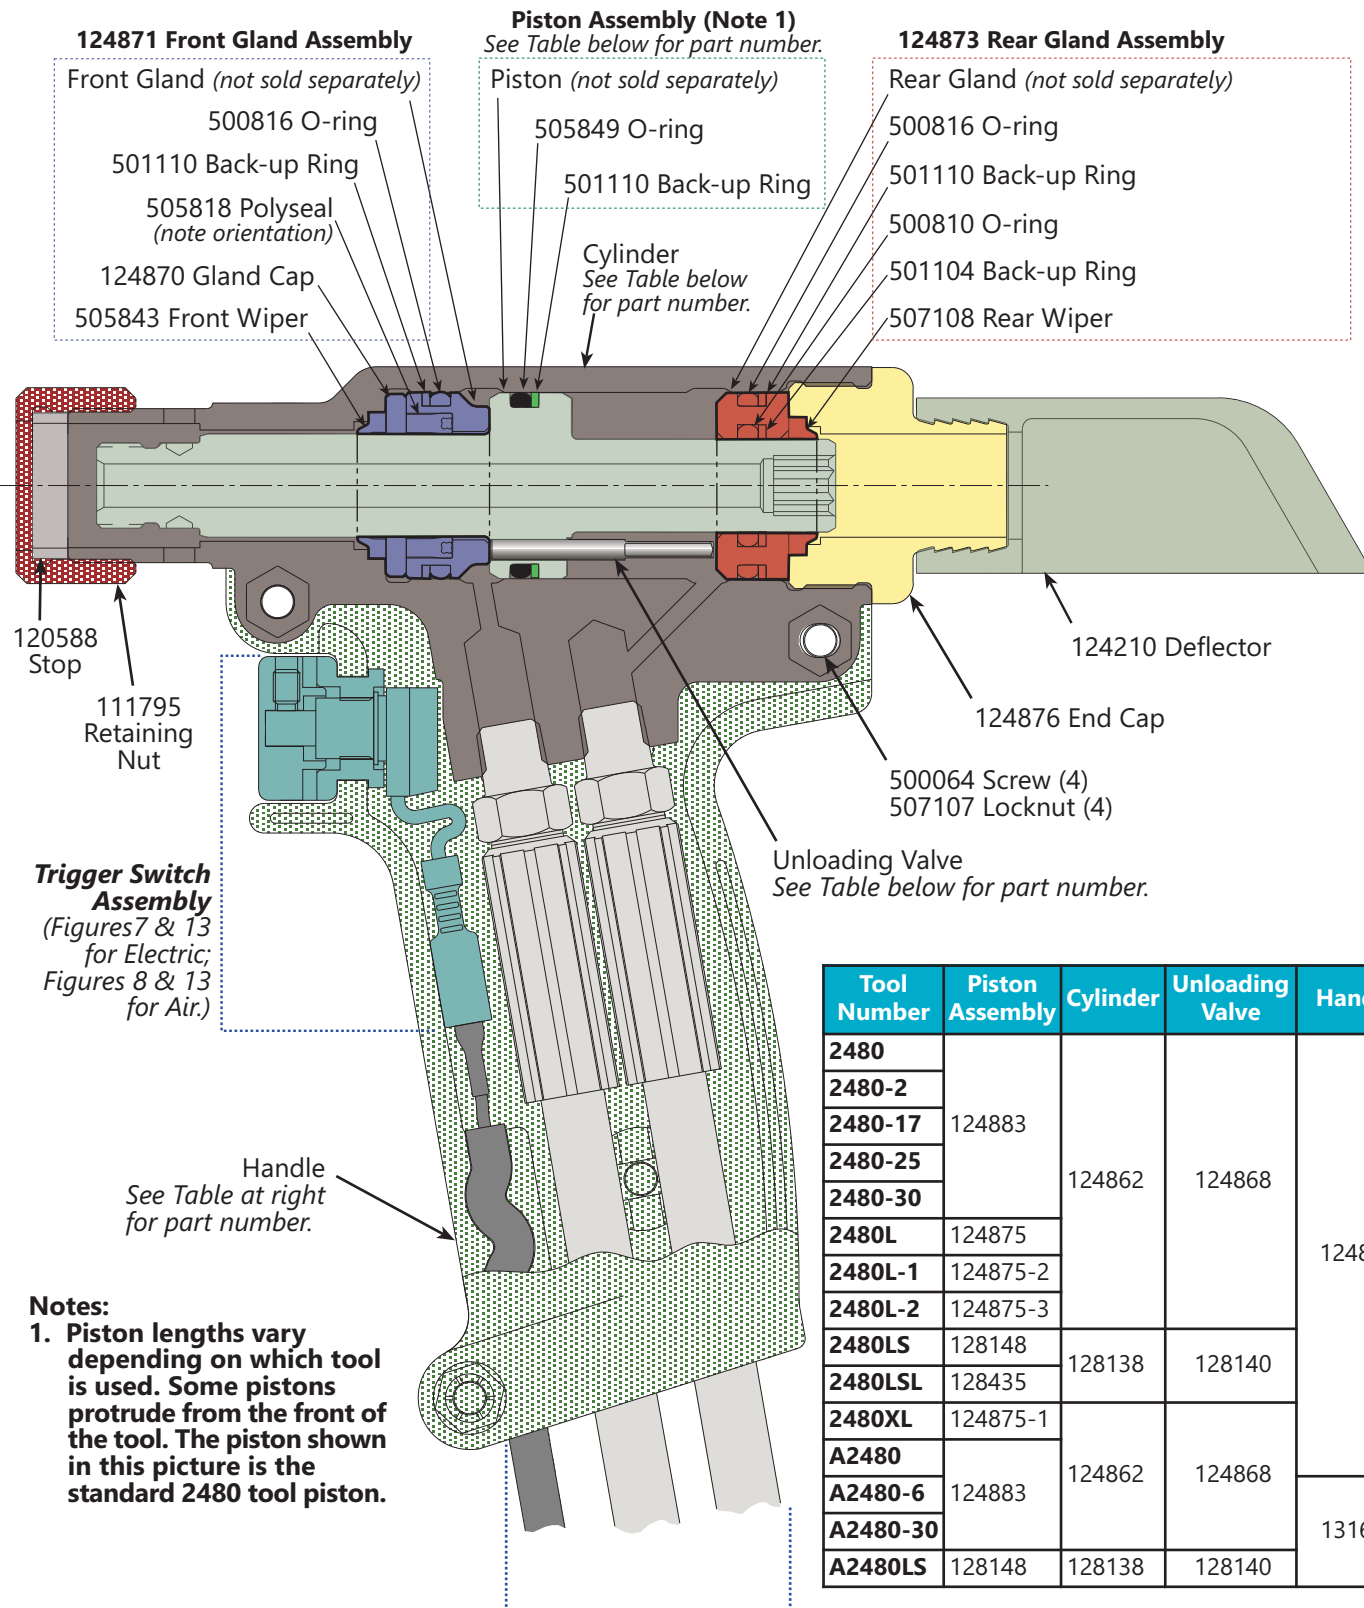 124871 Front Gland Assembly
Front Gland (not sold separately)
500816 O-ring
501110 Back-up Ring
505818 Polyseal
(note orientation)
124870 Gland Cap
505843 Front Wiper
Piston Assembly (Note 1)
See Table below for part number.
Piston (not sold separately)
505849 O-ring
501110 Back-up Ring
Cylinder
See Table below
for part number.
124873 Rear Gland Assembly
Rear Gland (not sold separately)
500816 O-ring
501110 Back-up Ring
500810 O-ring
501104 Back-up Ring
507108 Rear Wiper
120588
Stop
111795
Retaining
Nut
124210 Deflector
124876 End Cap
500064 Screw (4)
507107 Locknut (4)
Unloading Valve
See Table below for part number.
Trigger Switch
Assembly
(Figures7 & 13
for Electric;
Figures 8 & 13
for Air.)
Handle
See Table at right
for part number.
Notes:
1. Piston lengths vary
depending on which tool
is used. Some pistons
protrude from the front of
the tool. The piston shown
in this picture is the
standard 2480 tool piston.
Tool Number Piston Assembly Cylinder Unloading Valve
2480 124883 124862 124868
2480-2
2480-17
2480-25
2480-30
2480L 124875
2480L-1 124875-2
2480L-2 124875-3
2480LS 128148 128138 128140
2480LSL 128435
2480XL 124875-1 124862 124868
A2480 124883
A2480-6
A2480-30
A2480LS 128148 128138 128140